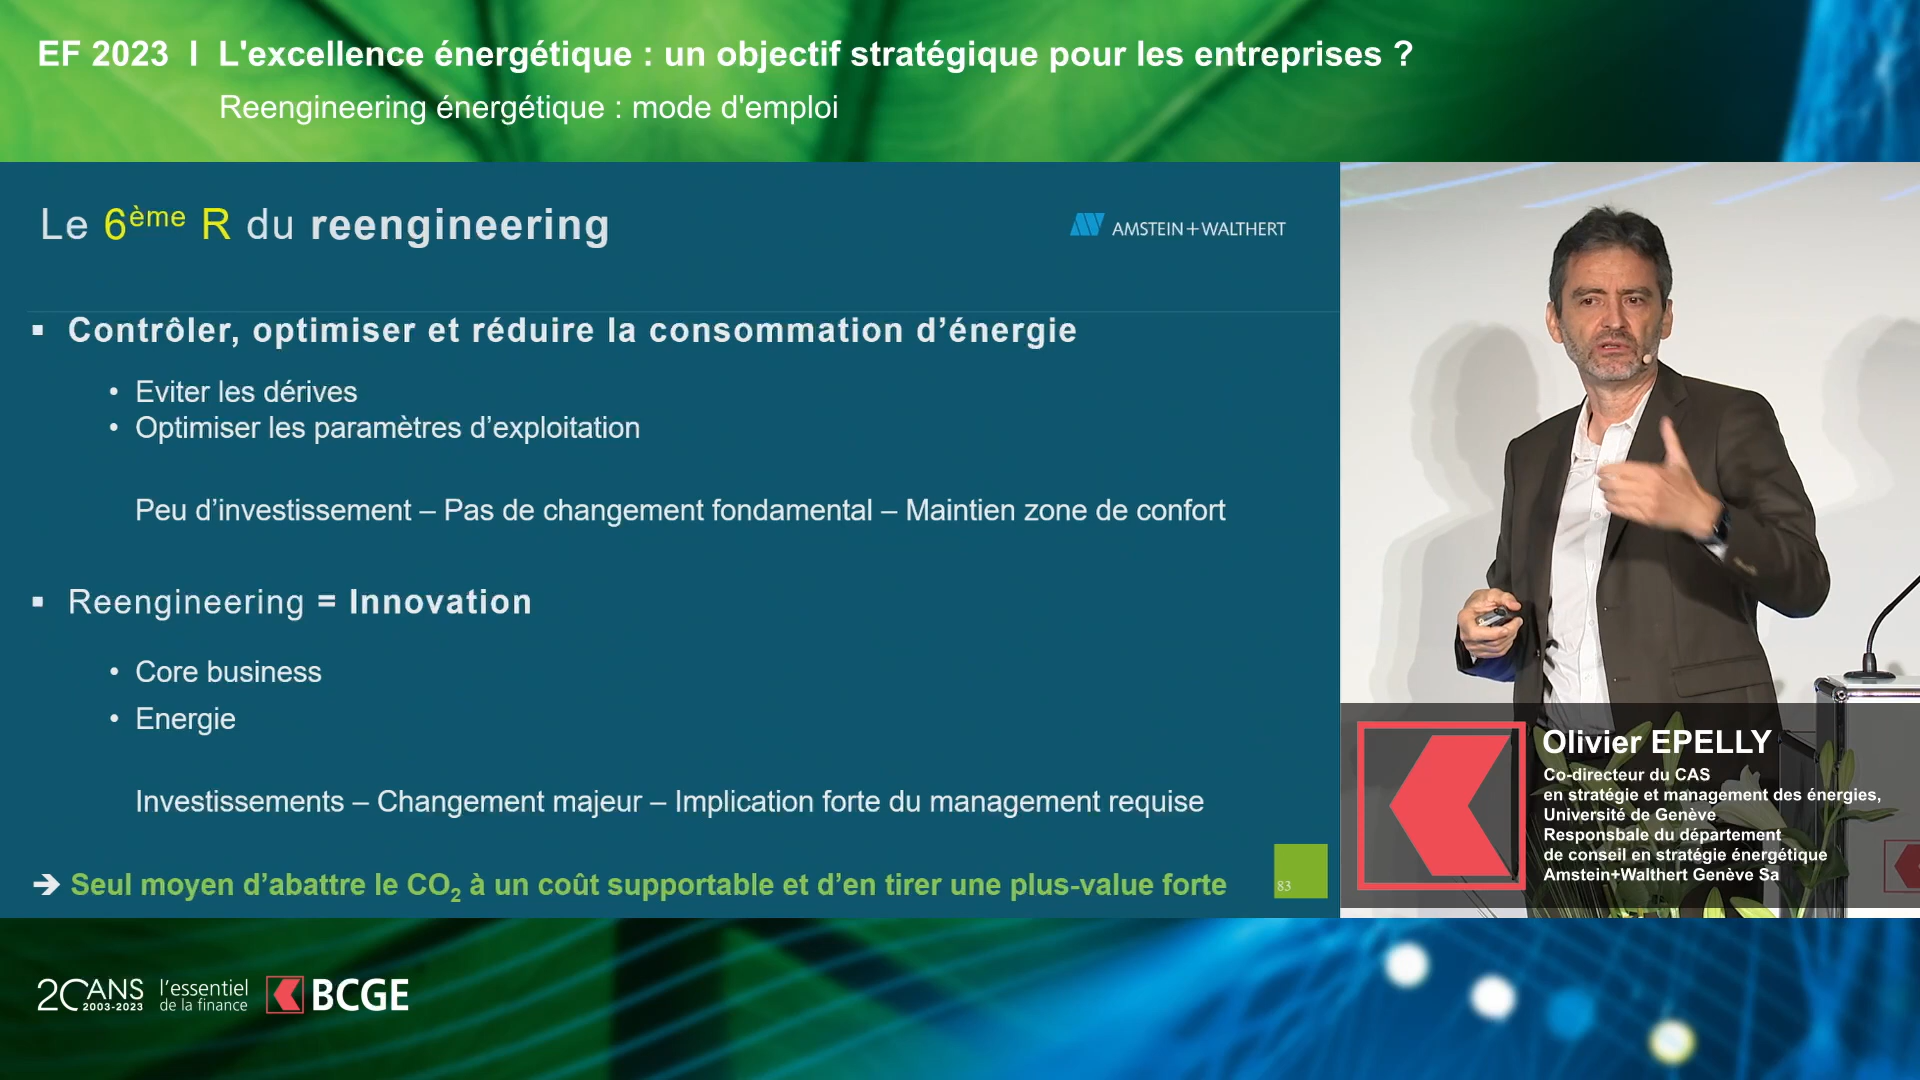 EF 2023 I L'excellence énergétique : un objectif stratégique pour les entreprises ?
Reengineering énergétique : mode d'emploi
Le 6ème R du reengineering
AMSTEIN+WALTHERT
▪ Contrôler, optimiser et réduire la consommation d’énergie
• Eviter les dérives
• Optimiser les paramètres d’exploitation
Peu d’investissement – Pas de changement fondamental – Maintien zone de confort
▪ Reengineering = Innovation
• Core business
• Energie
Investissements – Changement majeur – Implication forte du management requise
➔ Seul moyen d’abattre le CO2 à un coût supportable et d’en tirer une plus-value forte
83
Olivier EPELLY
Co-directeur du CAS
en stratégie et management des énergies,
Université de Genève
Responsbale du département
de conseil en stratégie énergétique
Amstein+Walthert Genève Sa
20ANS
2003-2023
l'essentiel
de la finance
BCGE